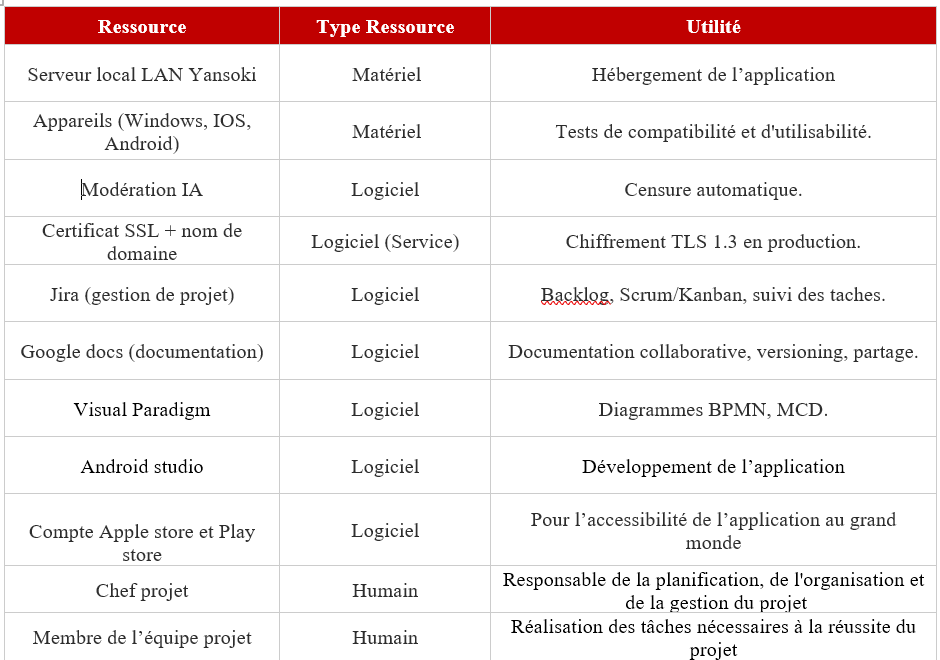 Ressource Type Ressource Utilité
Serveur local LAN Yansoki Matériel Hébergement de l’application
Appareils (Windows, IOS,
Android) Matériel Tests de compatibilité et d'utilisabilité.
Modération IA Logiciel Censure automatique.
Certificat SSL + nom de
domaine Logiciel (Service) Chiffrement TLS 1.3 en production.
Jira (gestion de projet) Logiciel Backlog, Scrum/Kanban, suivi des taches.
Google docs (documentation) Logiciel Documentation collaborative, versioning, partage.
Visual Paradigm Logiciel Diagrammes BPMN, MCD.
Android studio Logiciel Développement de l’application
Compte Apple store et Play
store Logiciel Pour l’accessibilité de l’application au grand
monde
Chef projet Humain Responsable de la planification, de l'organisation et
de la gestion du projet
Membre de l’équipe projet Humain Réalisation des tâches nécessaires à la réussite du
projet